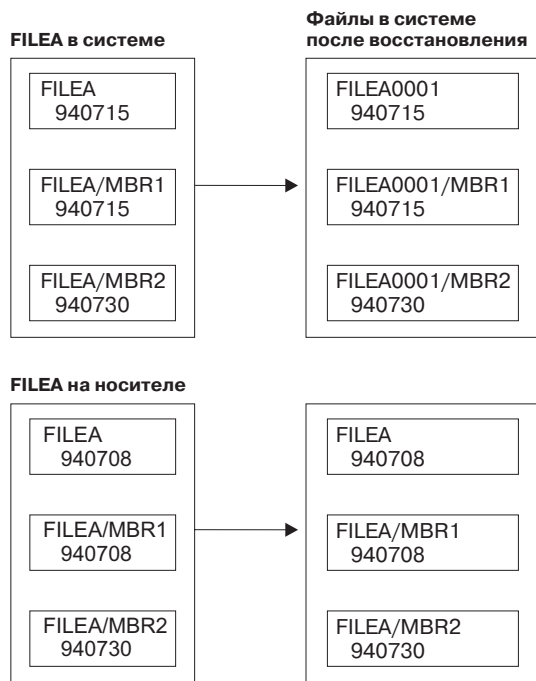 FILEA в системе
Файлы в системе
после восстановления
FILEA
940715
FILEA/MBR1
940715
FILEA/MBR2
940730
FILEA0001
940715
FILEA0001/MBR1
940715
FILEA0001/MBR2
940730
FILEA на носителе
FILEA
940708
FILEA/MBR1
940708
FILEA/MBR2
940730
FILEA
940708
FILEA/MBR1
940708
FILEA/MBR2
940730